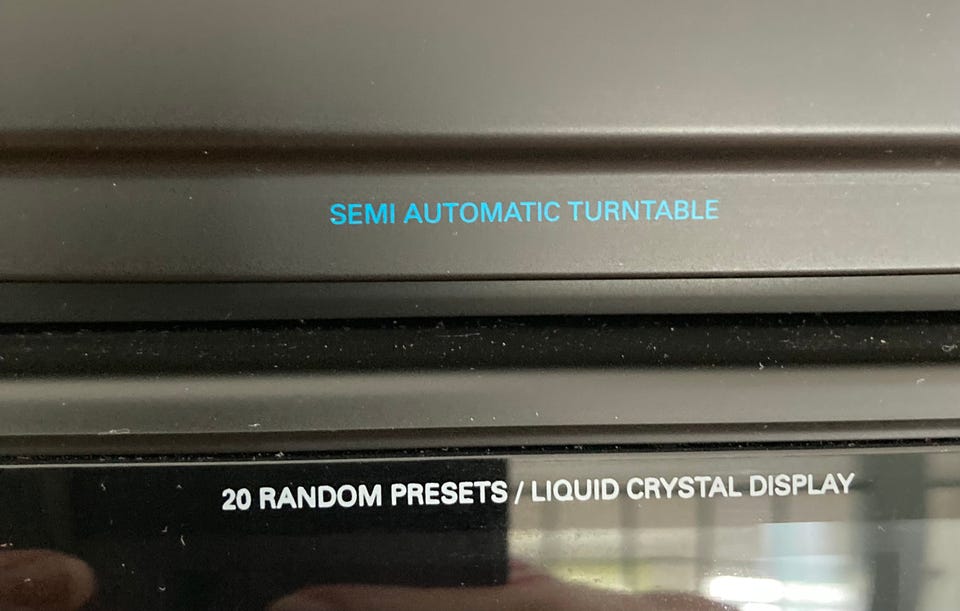 SEMI AUTOMATIC TURNTABLE
20 RANDOM PRESETS / LIQUID CRYSTAL DISPLAY